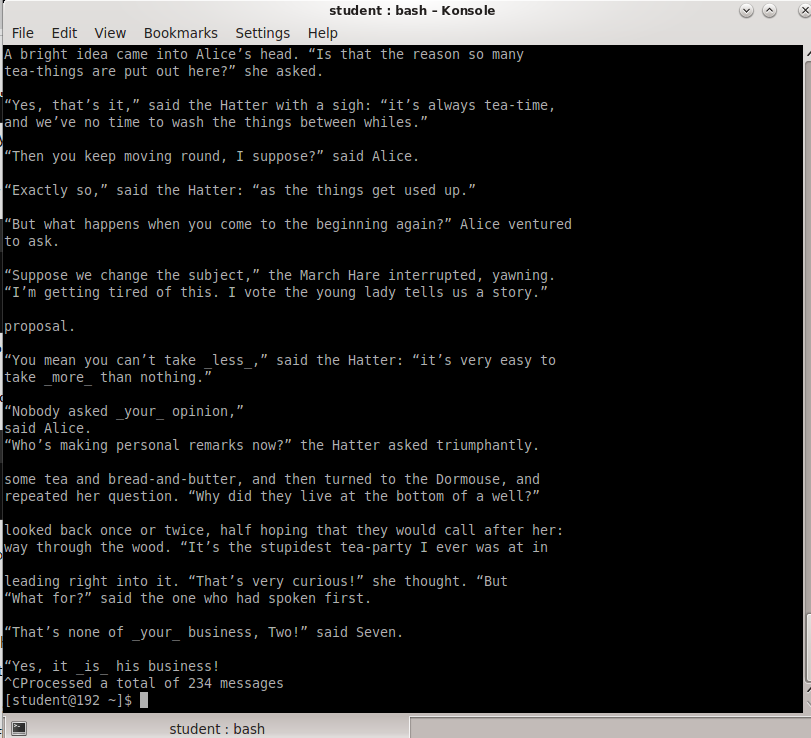 student : bash – Konsole
File Edit View Bookmarks Settings Help
A bright idea came into Alice’s head. “Is that the reason so many
tea-things are put out here?” she asked.
“Yes, that’s it,” said the Hatter with a sigh: “it’s always tea-time,
and we’ve no time to wash the things between whiles.”
“Then you keep moving round, I suppose?” said Alice.
“Exactly so,” said the Hatter: “as the things get used up.”
“But what happens when you come to the beginning again?” Alice ventured
to ask.
“Suppose we change the subject,” the March Hare interrupted, yawning.
“I’m getting tired of this. I vote the young lady tells us a story.”
proposal.
“You mean you can’t take _less_,” said the Hatter: “it’s very easy to
take _more_ than nothing.”
“Nobody asked _your_ opinion,”
said Alice.
“Who’s making personal remarks now?” the Hatter asked triumphantly.
some tea and bread-and-butter, and then turned to the Dormouse, and
repeated her question. “Why did they live at the bottom of a well?”
looked back once or twice, half hoping that they would call after her:
way through the wood. “It’s the stupidest tea-party I ever was at in
leading right into it. “That’s very curious!” she thought. “But
“What for?” said the one who had spoken first.
“That’s none of _your_ business, Two!” said Seven.
“Yes, it _is_ his business!
^CProcessed a total of 234 messages
[student@192 ~]$
student : bash